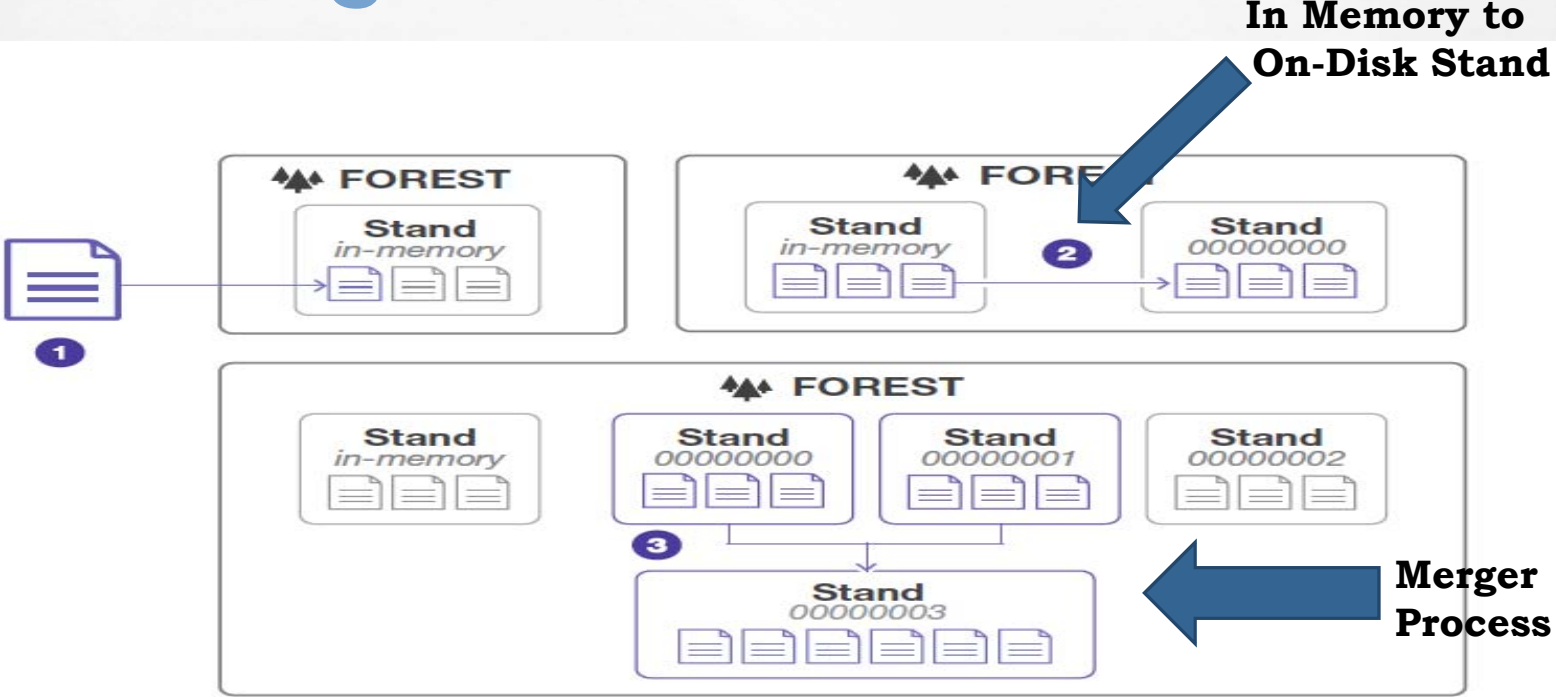 In Memory to
On-Disk Stand
FOREST
Stand
in-memory
1
FORE T
Stand
in-memory
2
Stand
00000000
FOREST
Stand
in-memory
Stand
00000000
Stand
00000001
Stand
00000002
3
Stand
00000003
Merger
Process